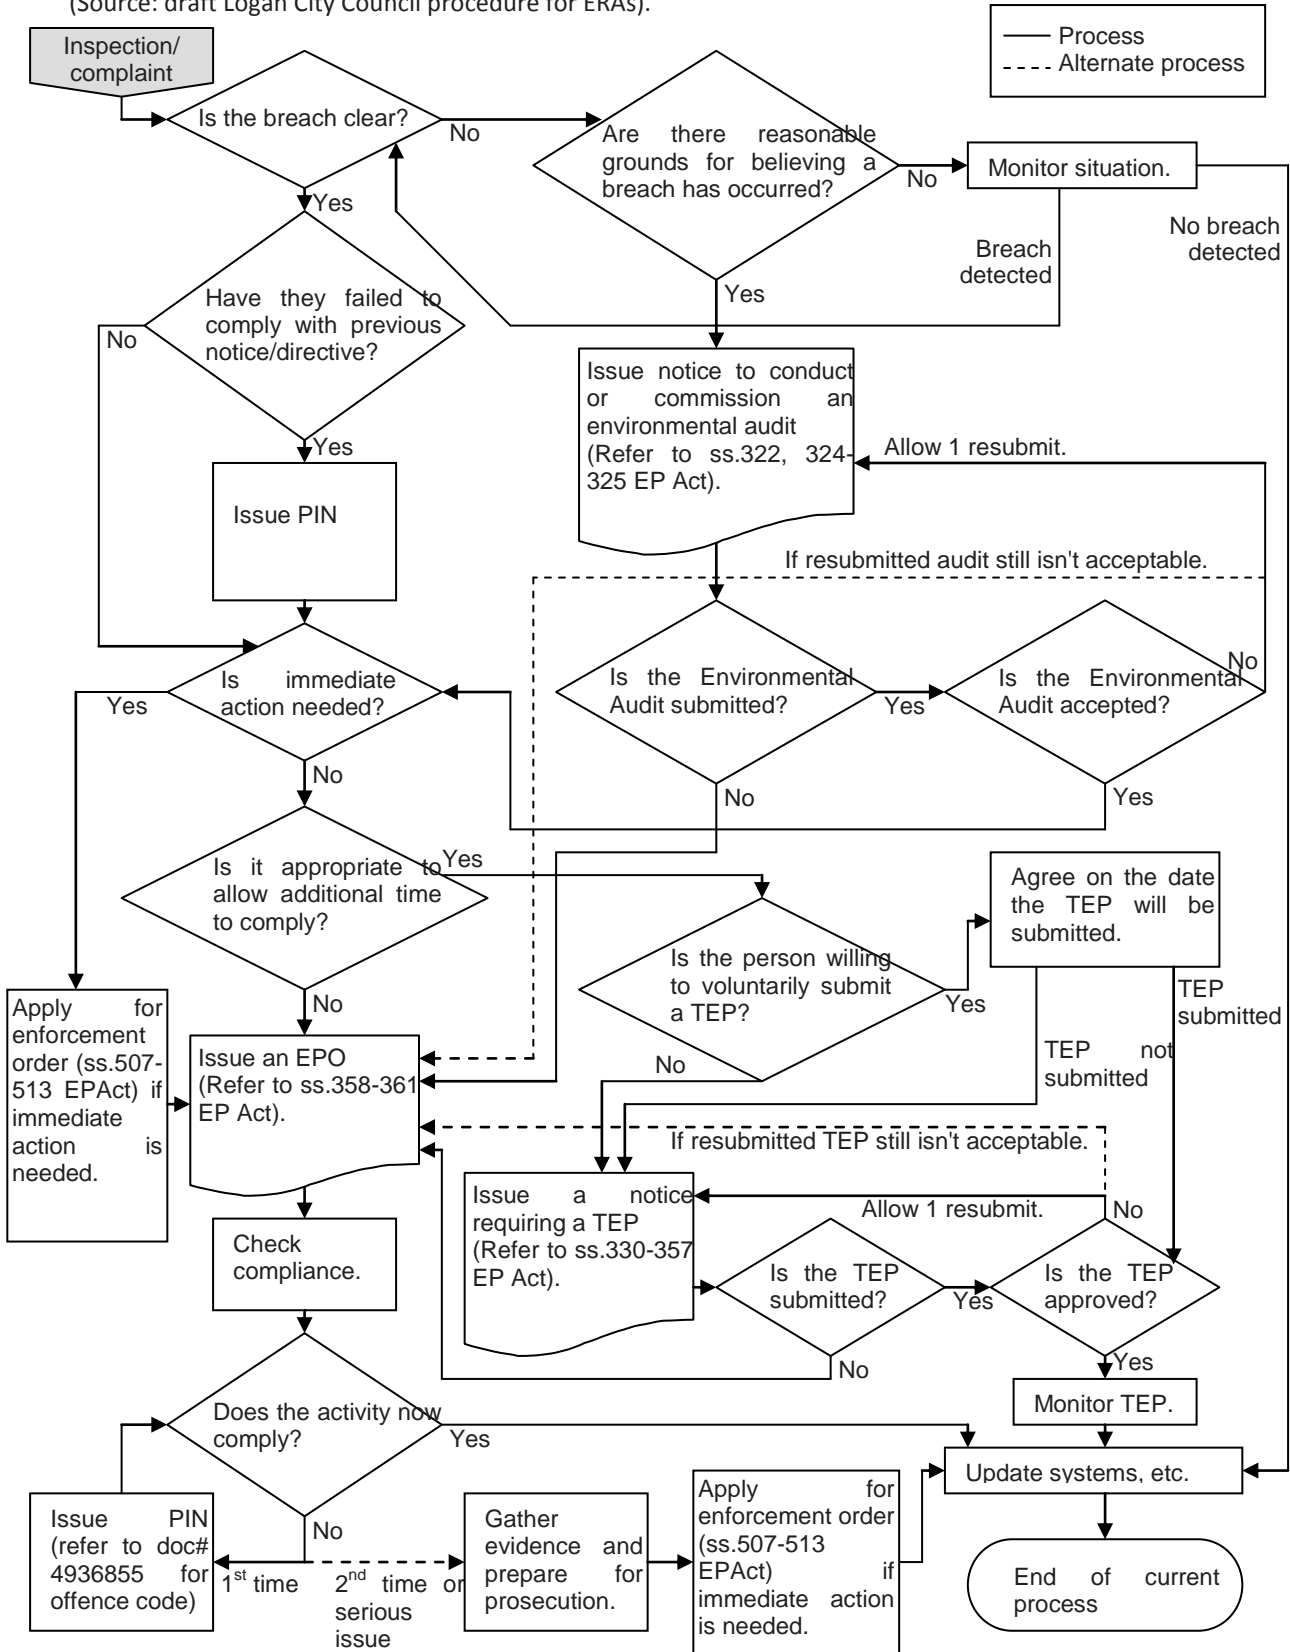 (Source: draft Logan City Council procedure for ERAs).
Process
Alternate process
Inspection/
complaint
Is the breach clear?
No
Yes
Are there reasonable
grounds for believing a
breach has occurred?
No
Yes
Monitor situation.
No breach
detected
Breach
detected
Have they failed to
comply with previous
notice/directive?
No
Yes
Issue notice to conduct
or commission an
environmental audit
(Refer to ss.322, 324-
325 EP Act).
Allow 1 resubmit.
Issue PIN
If resubmitted audit still isn't acceptable.
Is immediate
action needed?
Yes
No
Is the Environmental
Audit submitted?
Yes
No
Is the Environmental
Audit accepted?
No
Yes
Is it appropriate to
allow additional time
to comply?
Yes
No
Is the person willing
to voluntarily submit
a TEP?
Yes
No
Agree on the date
the TEP will be
submitted.
TEP
submitted
TEP not
submitted
Apply for
enforcement
order (ss.507-
513 EPAct) if
immediate
action is
needed.
Issue an EPO
(Refer to ss.358-361
EP Act).
If resubmitted TEP still isn't acceptable.
Issue a notice
requiring a TEP
(Refer to ss.330-357
EP Act).
Allow 1 resubmit.
No
Is the TEP
submitted?
Yes
No
Is the TEP
approved?
Yes
Check
compliance.
Monitor TEP.
Does the activity now
comply?
Yes
No
Update systems, etc.
Issue PIN
(refer to doc#
4936855 for
offence code)
1st time
2nd time or
serious
issue
Gather
evidence and
prepare for
prosecution.
Apply for
enforcement order
(ss.507-513
EPAct) if
immediate action
is needed.
End of current
process